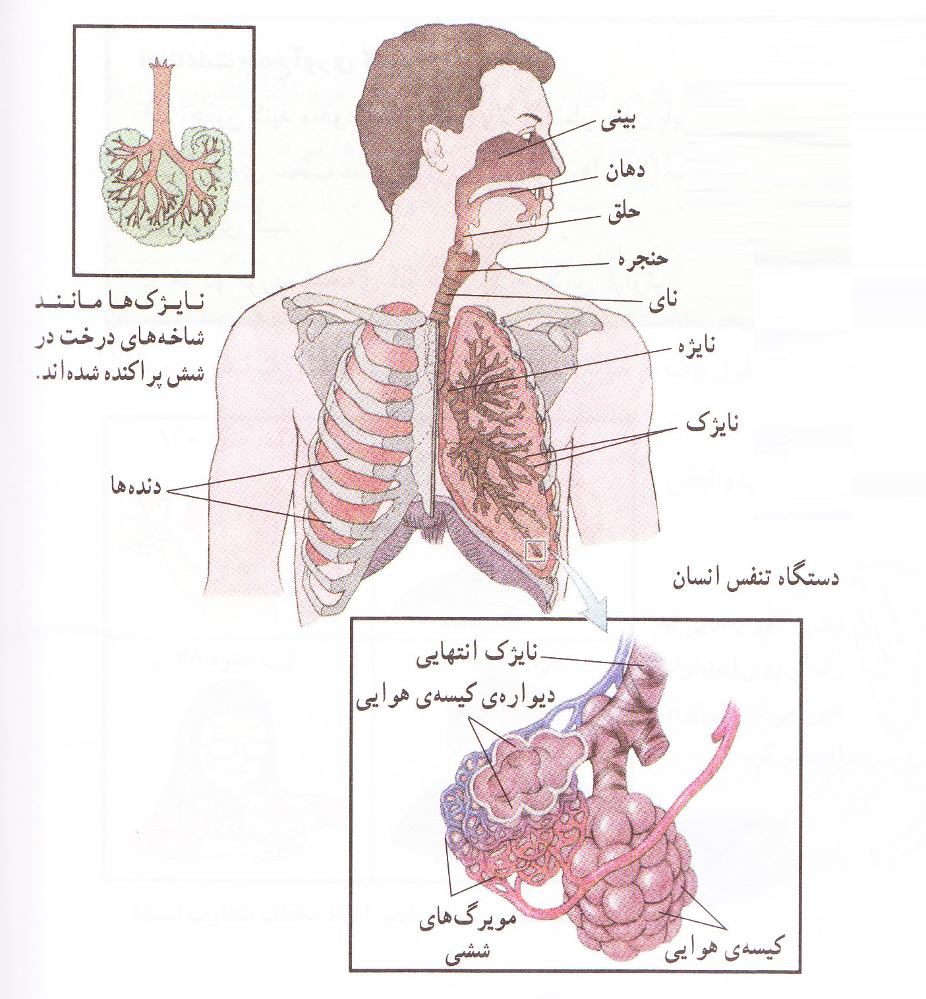 بینی
دهان
حلق
حنجره
نای
نایژه
نایژک
نایژک‌ها مانند
شاخه‌های درخت در
شش پراکنده شده‌اند.
دنده‌ها
دستگاه تنفس انسان
نایژک انتهایی
دیواره‌ی کیسه‌ی هوایی
مویرگ‌های
ششی
کیسه‌ی هوایی